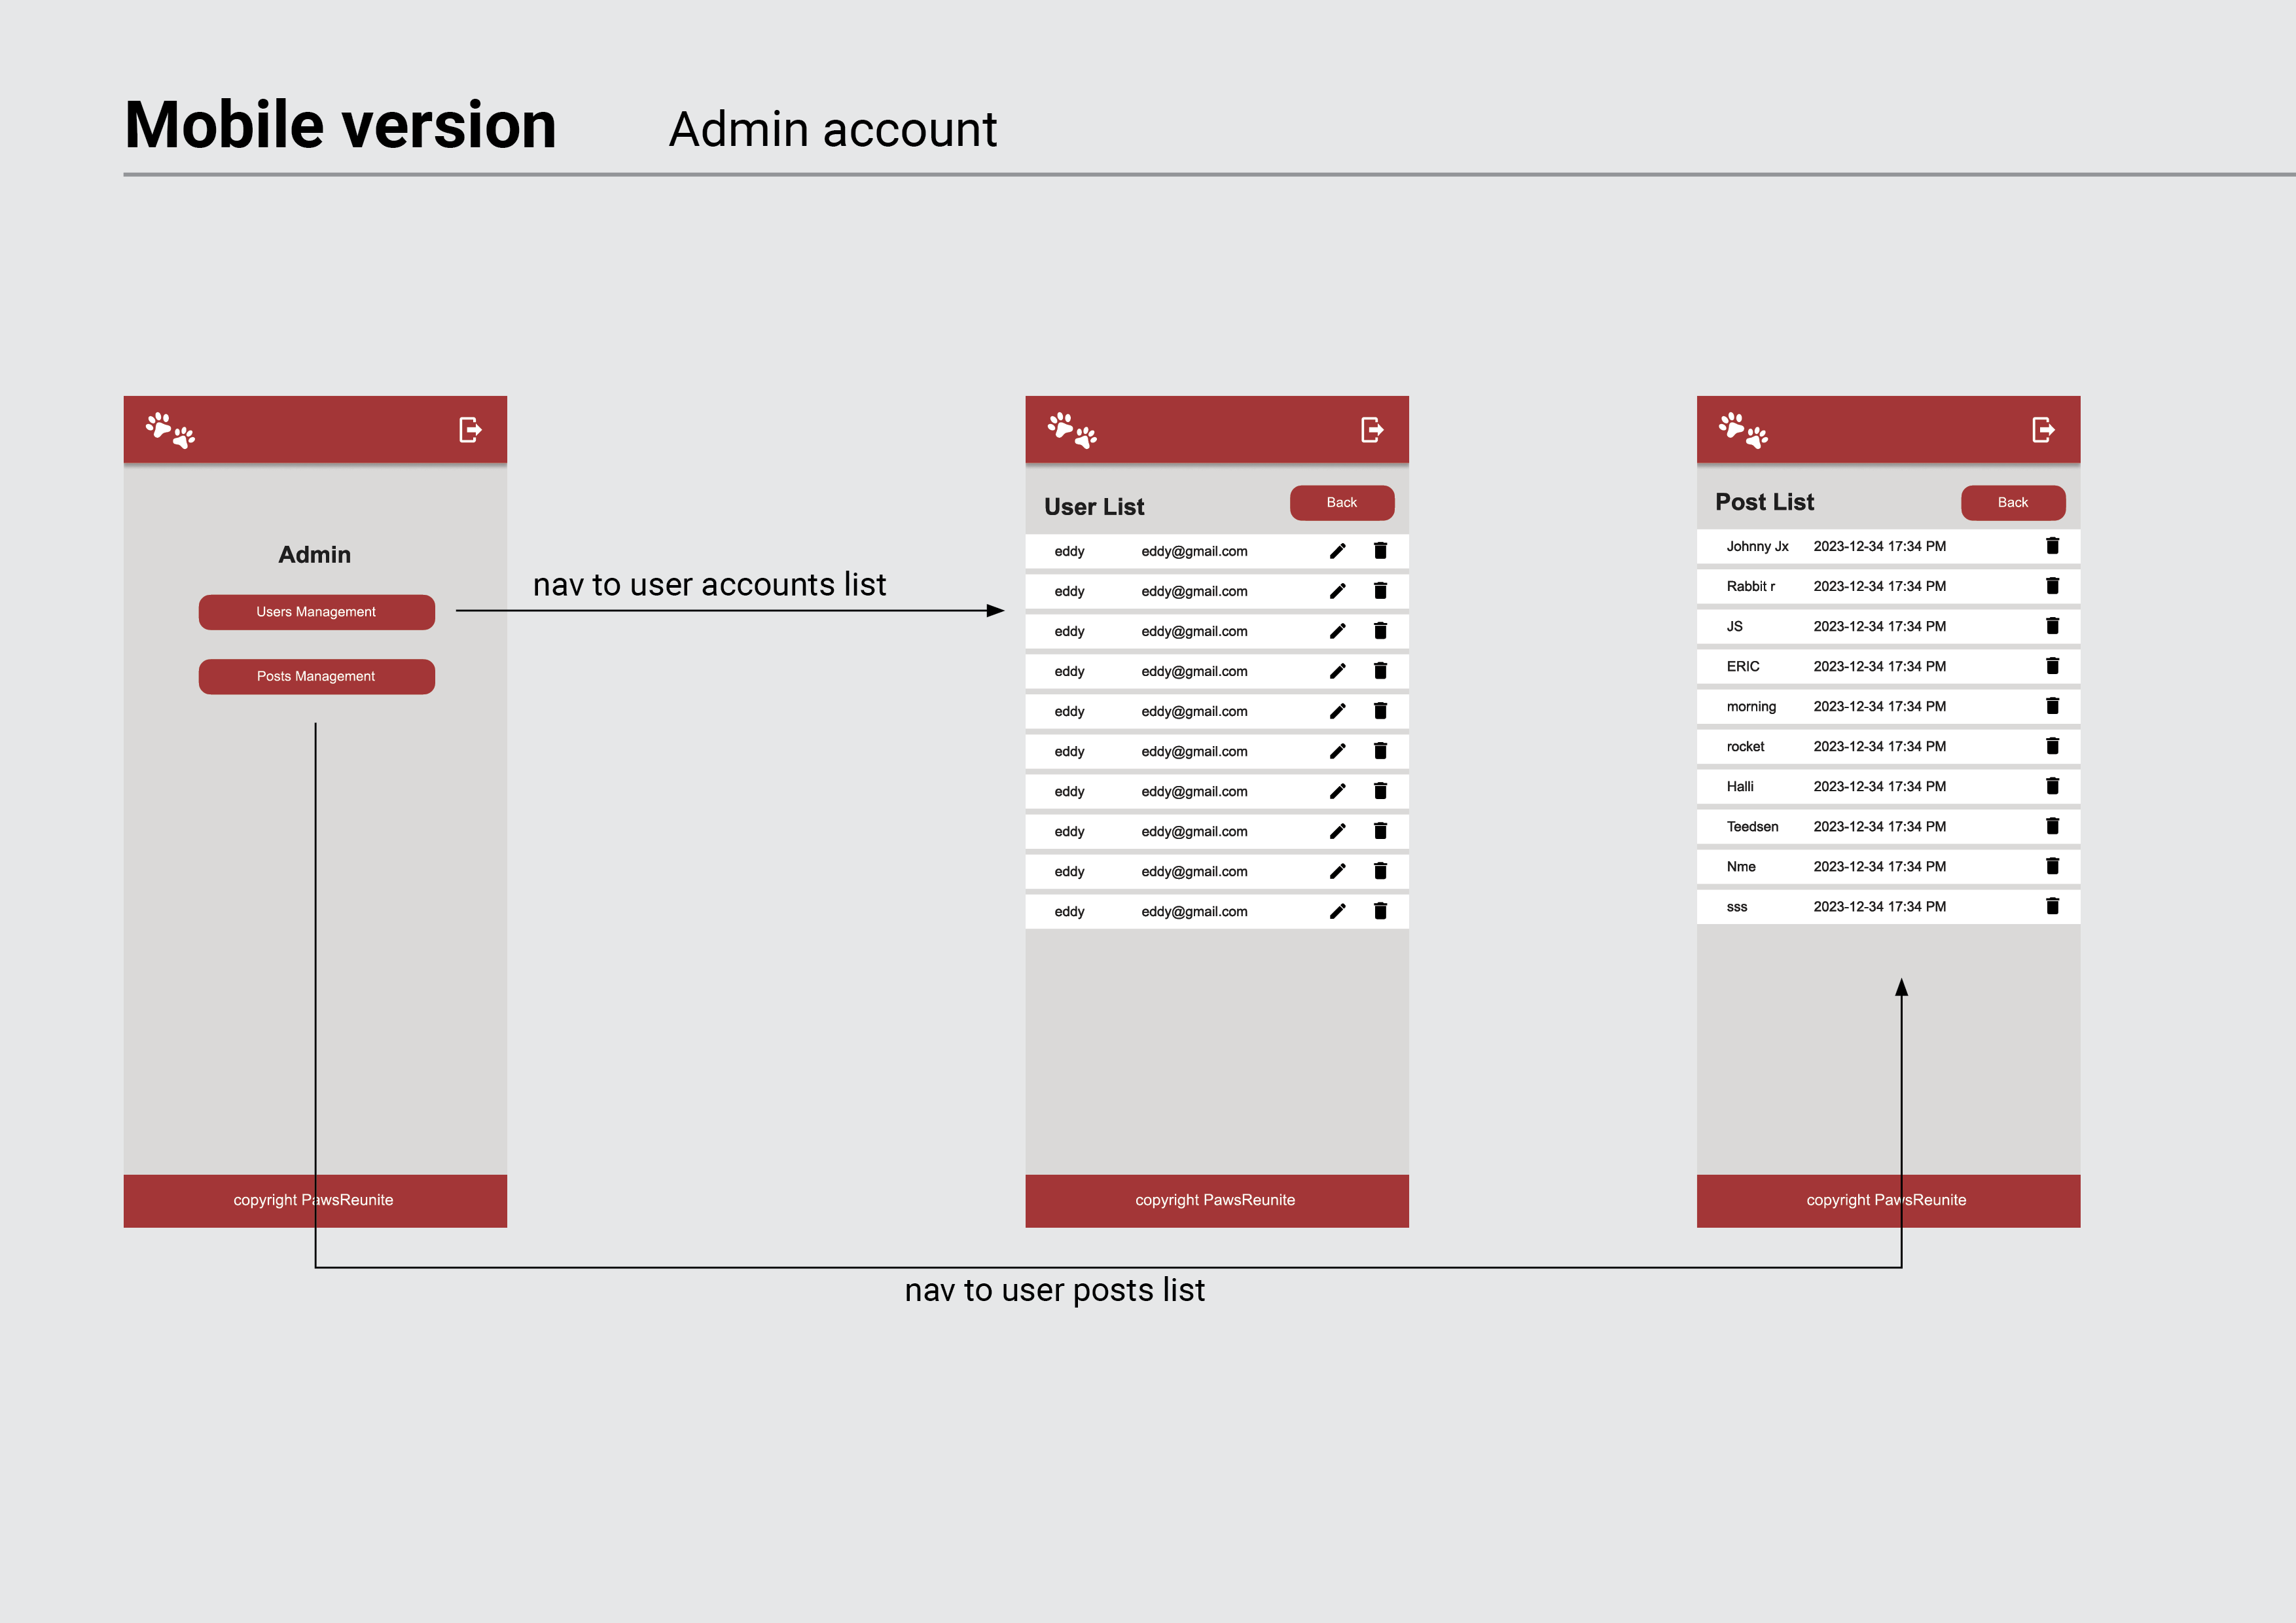 Mobile version Admin account
Admin
Users Management
Posts Management
copyright PawsReunite
nav to user accounts list
User List Back
eddy eddy@gmail.com
eddy eddy@gmail.com
eddy eddy@gmail.com
eddy eddy@gmail.com
eddy eddy@gmail.com
eddy eddy@gmail.com
eddy eddy@gmail.com
eddy eddy@gmail.com
eddy eddy@gmail.com
eddy eddy@gmail.com
copyright PawsReunite
Post List Back
Johnny Jx 2023-12-34 17:34 PM
Rabbit r 2023-12-34 17:34 PM
JS 2023-12-34 17:34 PM
ERIC 2023-12-34 17:34 PM
morning 2023-12-34 17:34 PM
rocket 2023-12-34 17:34 PM
Halli 2023-12-34 17:34 PM
Teedsen 2023-12-34 17:34 PM
Nme 2023-12-34 17:34 PM
sss 2023-12-34 17:34 PM
copyright PawsReunite
nav to user posts list